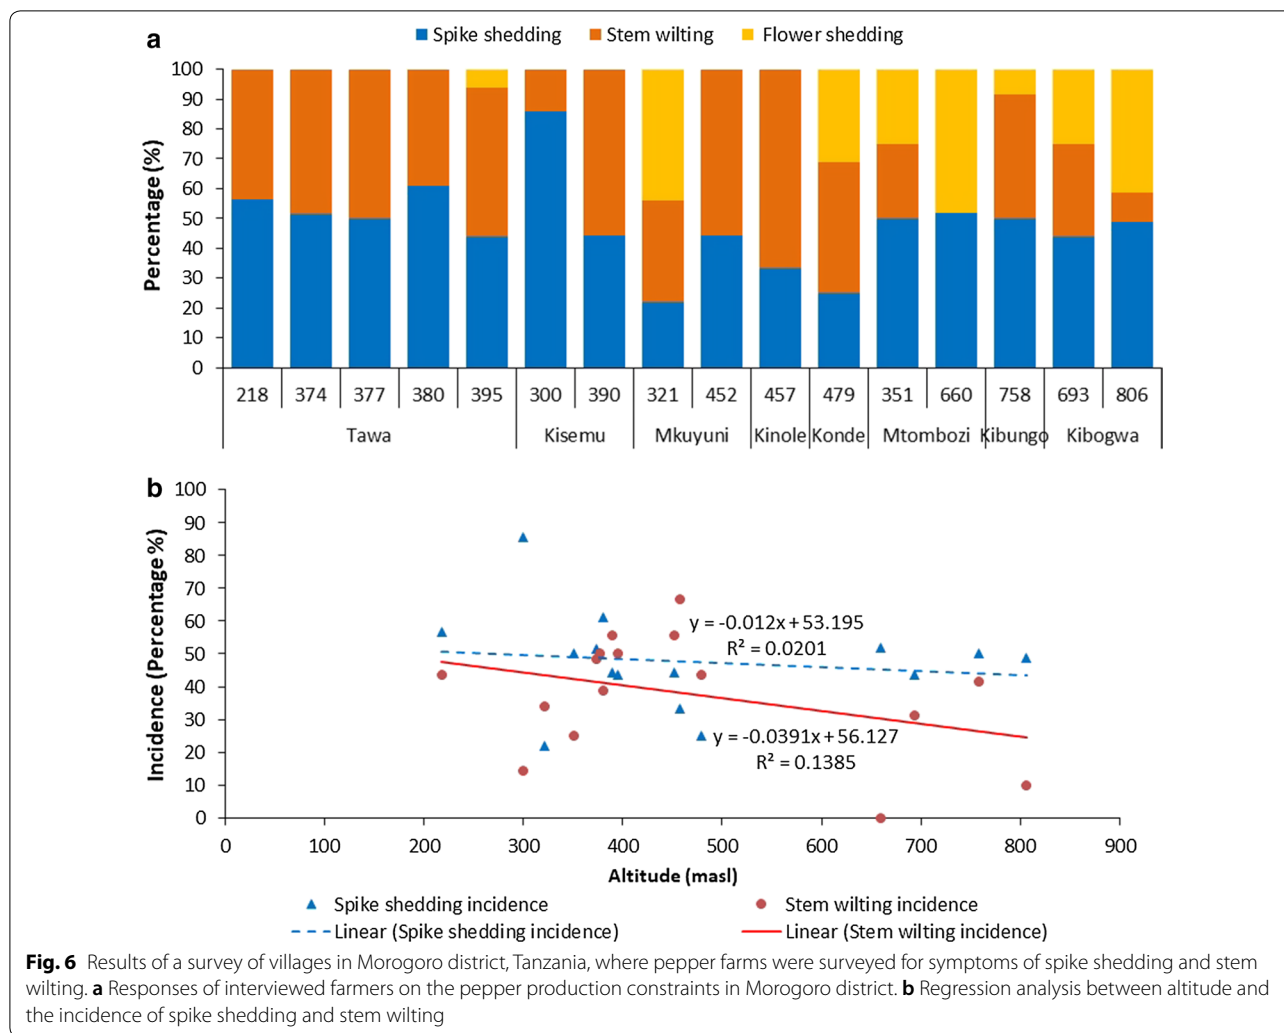 a
Spike shedding Stem wilting Flower shedding
Percentage (%)
100
90
80
70
60
50
40
30
20
10
0
218 374 377 380 395 300 390 321 452 457 479 351 660 758 693 806
Tawa Kisemu Mkuyuni Kinole Konde Mtombozi Kibungo Kibogwa
b
Incidence (Percentage %)
100
90
80
70
60
50
40
30
20
10
0
y = -0.012x + 53.195
R² = 0.0201
y = -0.0391x + 56.127
R² = 0.1385
0 100 200 300 400 500 600 700 800 900
Altitude (masl)
Spike shedding incidence Stem wilting incidence
Linear (Spike shedding incidence) Linear (Stem wilting incidence)
Fig. 6 Results of a survey of villages in Morogoro district, Tanzania, where pepper farms were surveyed for symptoms of spike shedding and stem
wilting. a Responses of interviewed farmers on the pepper production constraints in Morogoro district. b Regression analysis between altitude and
the incidence of spike shedding and stem wilting